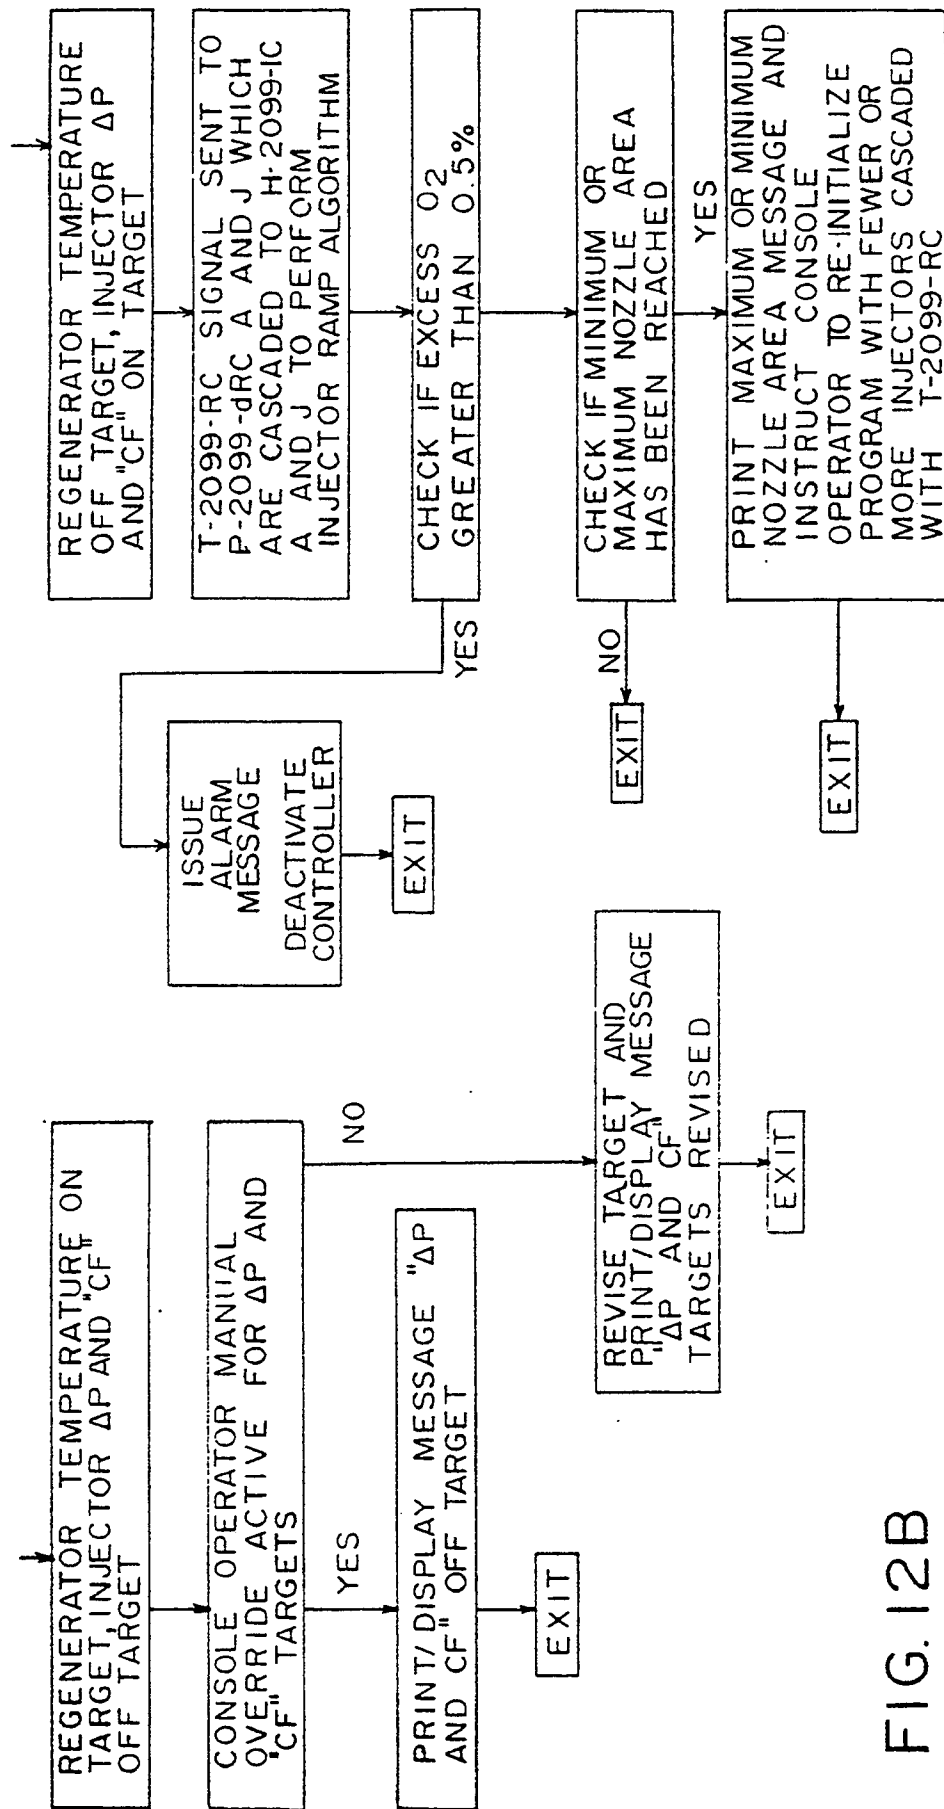 REGENERATOR TEMPERATURE ON
TARGET, INJECTOR ΔP AND "CF"
OFF TARGET
CONSOLE OPERATOR MANUAL
OVERRIDE ACTIVE FOR ΔP AND
"CF" TARGETS
YES
NO
PRINT/DISPLAY MESSAGE "ΔP
AND CF" OFF TARGET
EXIT
REVISE TARGET AND
PRINT/DISPLAY MESSAGE
"ΔP AND CF"
TARGETS REVISED
EXIT
REGENERATOR TEMPERATURE
OFF TARGET, INJECTOR ΔP
AND "CF" ON TARGET
T-2099-RC SIGNAL SENT TO
P-2099-dRC A AND J WHICH
ARE CASCADED TO H-2099-IC
A AND J TO PERFORM
INJECTOR RAMP ALGORITHM
CHECK IF EXCESS O2
GREATER THAN 0.5%
YES
ISSUE
ALARM
MESSAGE
DEACTIVATE
CONTROLLER
EXIT
CHECK IF MINIMUM OR
MAXIMUM NOZZLE AREA
HAS BEEN REACHED
NO
YES
EXIT
PRINT MAXIMUM OR MINIMUM
NOZZLE AREA MESSAGE AND
INSTRUCT CONSOLE
OPERATOR TO RE-INITIALIZE
PROGRAM WITH FEWER OR
MORE INJECTORS CASCADED
WITH T-2099-RC
EXIT
FIG. 12B